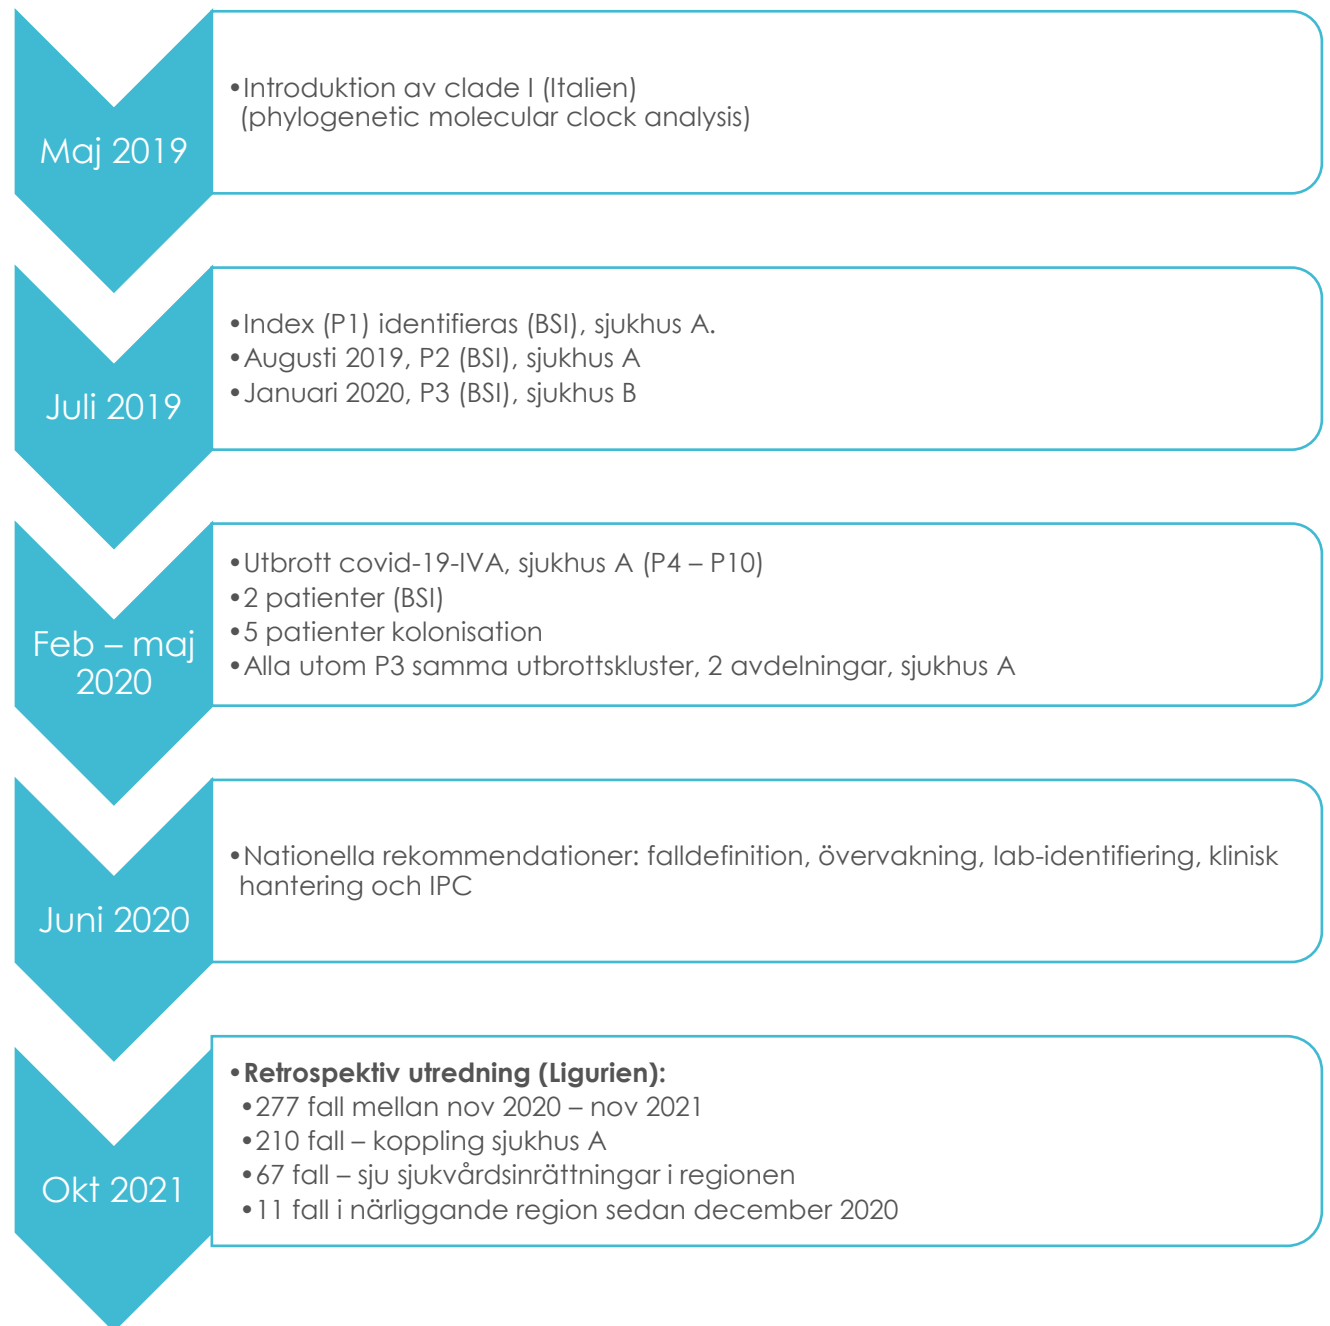 Maj 2019
•Introduktion av clade I (Italien)
(phylogenetic molecular clock analysis)
Juli 2019
•Index (P1) identifieras (BSI), sjukhus A.
•Augusti 2019, P2 (BSI), sjukhus A
•Januari 2020, P3 (BSI), sjukhus B
Feb – maj
2020
•Utbrott covid-19-IVA, sjukhus A (P4 – P10)
•2 patienter (BSI)
•5 patienter kolonisation
•Alla utom P3 samma utbrottskluster, 2 avdelningar, sjukhus A
Juni 2020
•Nationella rekommendationer: falldefinition, övervakning, lab-identifiering, klinisk
hantering och IPC
Okt 2021
•Retrospektiv utredning (Ligurien):
•277 fall mellan nov 2020 – nov 2021
•210 fall – koppling sjukhus A
•67 fall – sju sjukvårdsinrättningar i regionen
•11 fall i närliggande region sedan december 2020